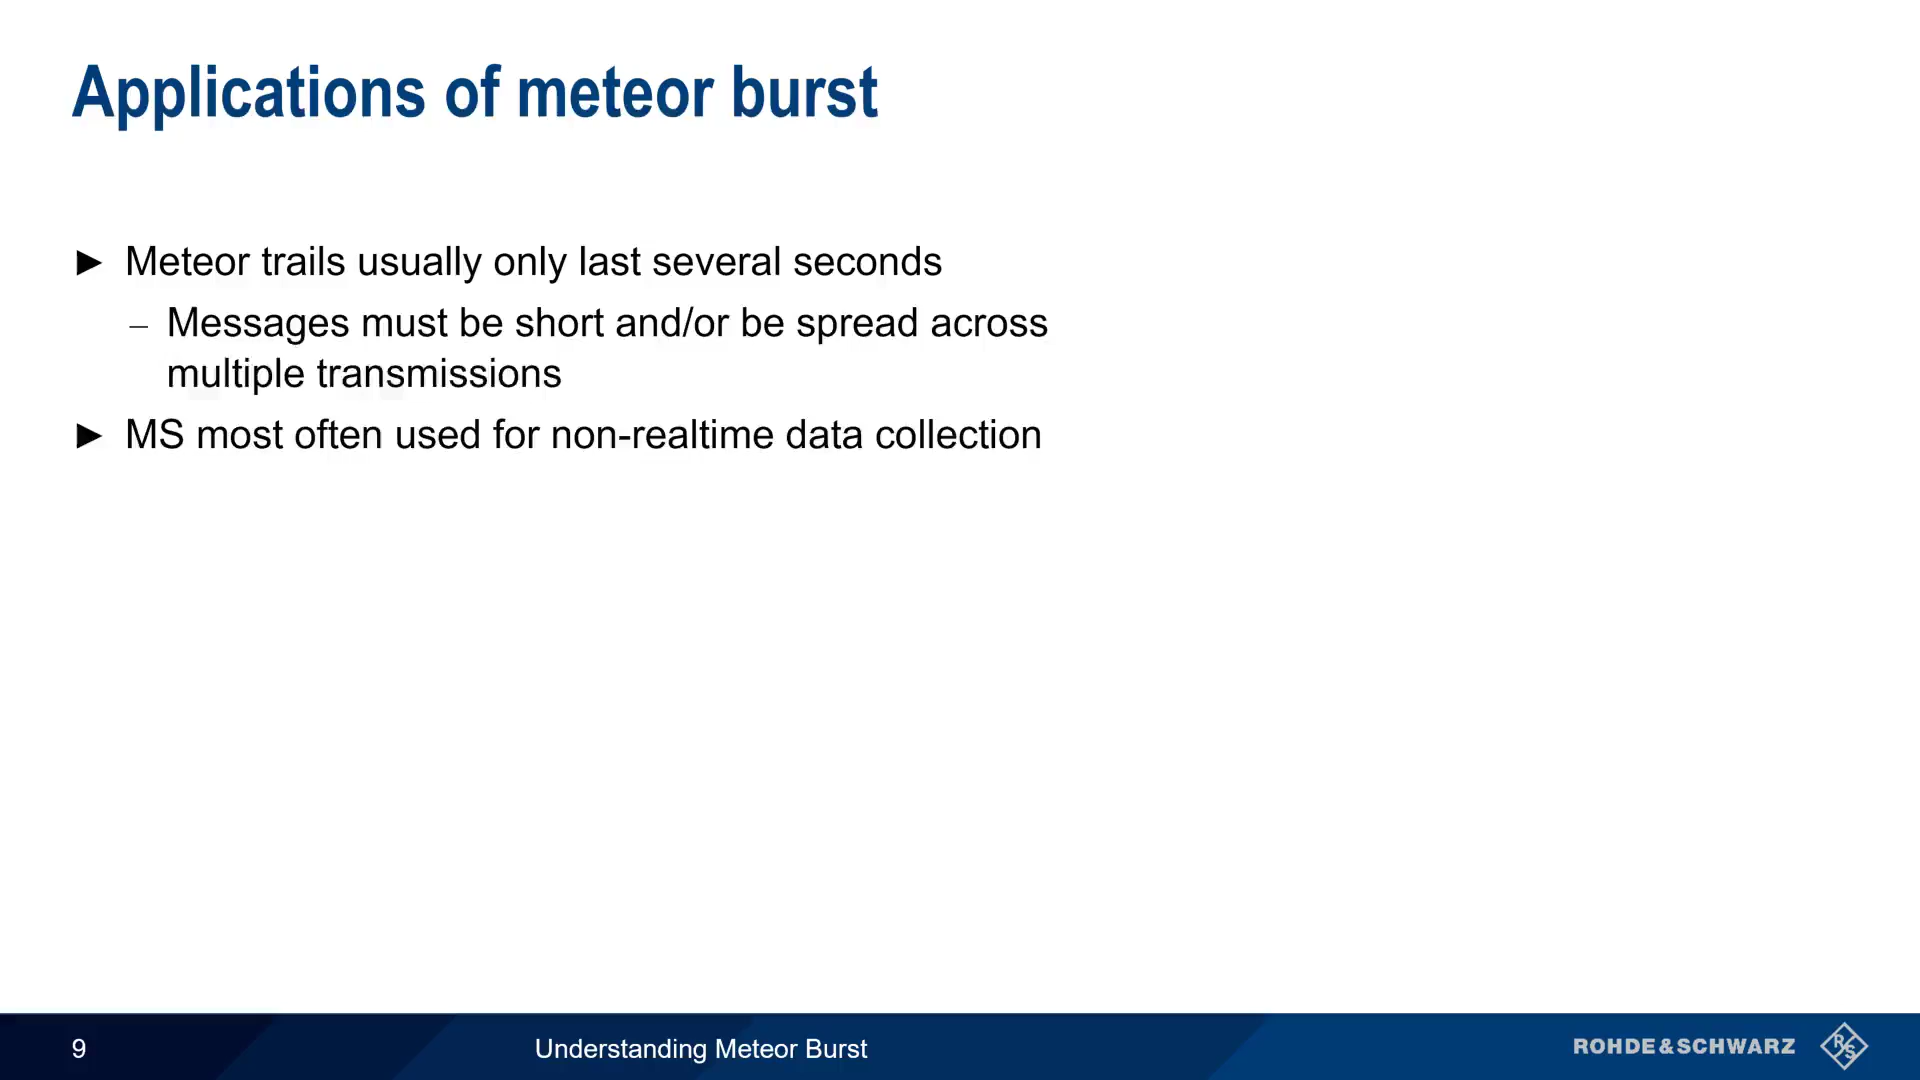 Applications of meteor burst
► Meteor trails usually only last several seconds
– Messages must be short and/or be spread across
multiple transmissions
► MS most often used for non-realtime data collection
9
Understanding Meteor Burst
ROHDE&SCHWARZ
R&S